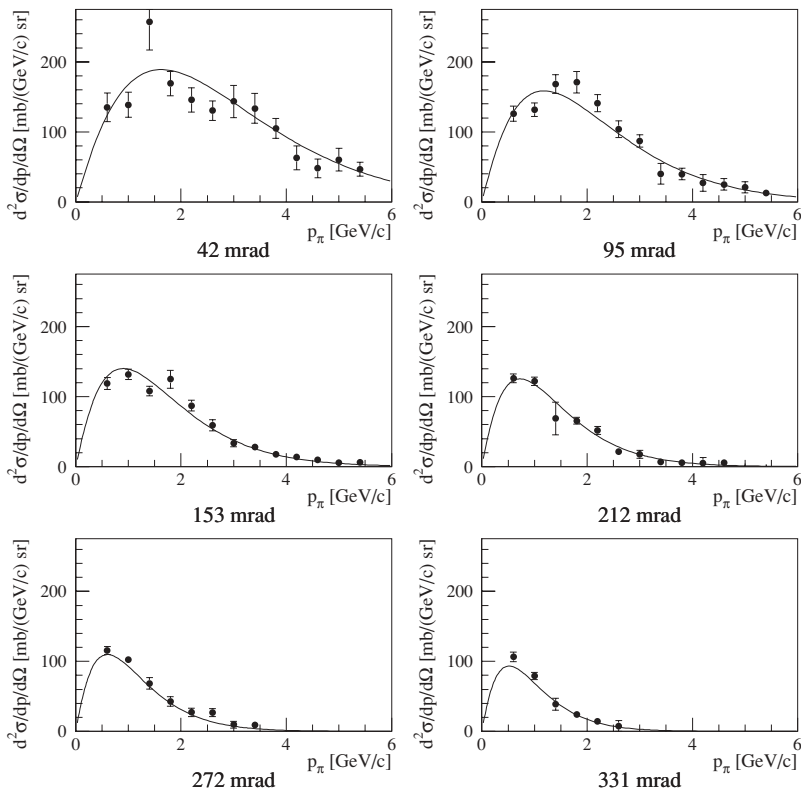 d²σ/dp/dΩ [mb/(GeV/c) sr]
200
100
0
0 2 4 6
p_π [GeV/c]
42 mrad
d²σ/dp/dΩ [mb/(GeV/c) sr]
200
100
0
0 2 4 6
p_π [GeV/c]
95 mrad
d²σ/dp/dΩ [mb/(GeV/c) sr]
200
100
0
0 2 4 6
p_π [GeV/c]
153 mrad
d²σ/dp/dΩ [mb/(GeV/c) sr]
200
100
0
0 2 4 6
p_π [GeV/c]
212 mrad
d²σ/dp/dΩ [mb/(GeV/c) sr]
200
100
0
0 2 4 6
p_π [GeV/c]
272 mrad
d²σ/dp/dΩ [mb/(GeV/c) sr]
200
100
0
0 2 4 6
p_π [GeV/c]
331 mrad